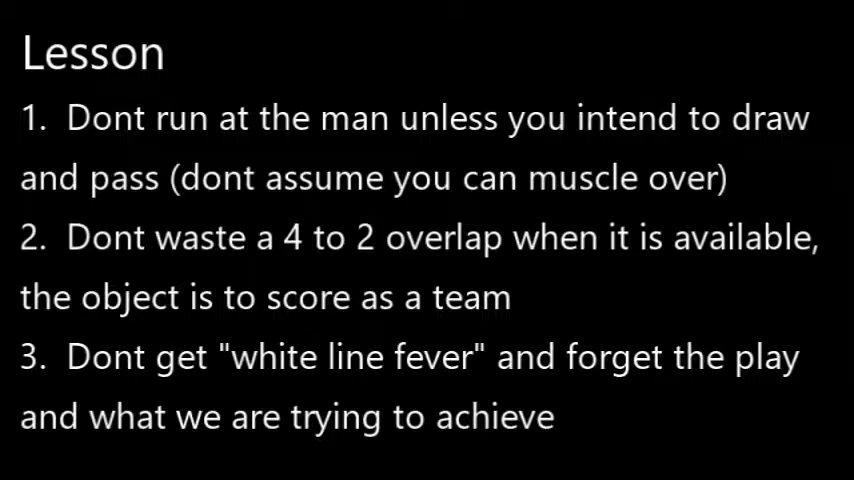 Lesson
1.  Dont run at the man unless you intend to draw
and pass (dont assume you can muscle over)
2.  Dont waste a 4 to 2 overlap when it is available,
the object is to score as a team
3.  Dont get "white line fever" and forget the play
and what we are trying to achieve